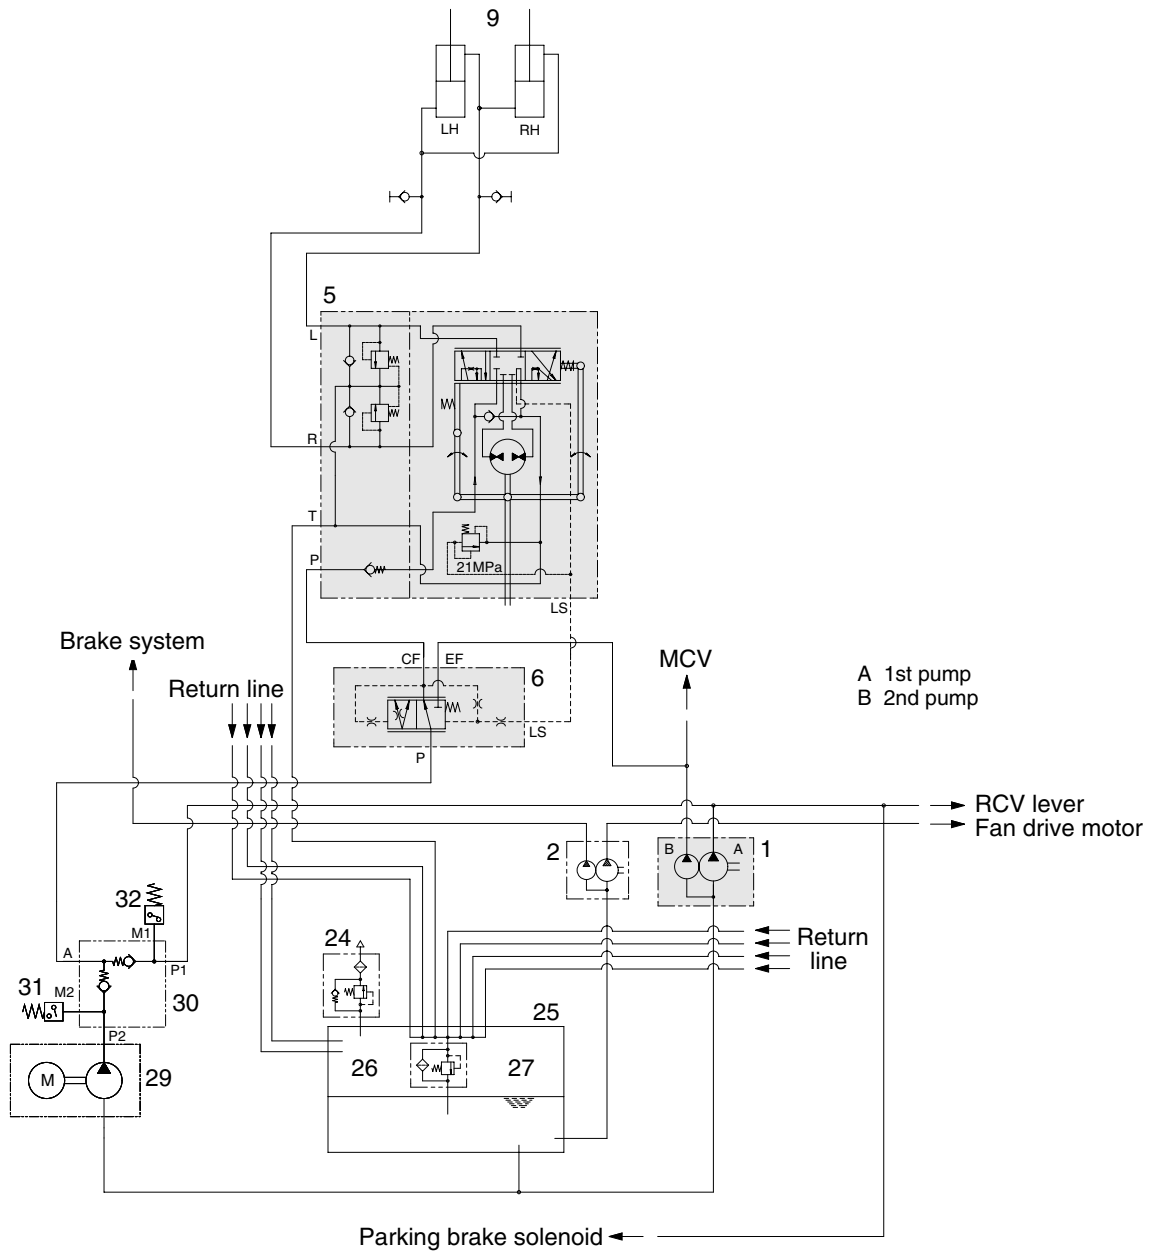 9
LH
RH
5
L
R
T
P
21MPa
LS
Brake system
CF
EF
6
MCV
A 1st pump
B 2nd pump
Return line
LS
P
RCV lever
Fan drive motor
2
B
A
1
32
M1
A
P1
24
Return
line
31
M2
30
25
P2
M
29
26
27
Parking brake solenoid